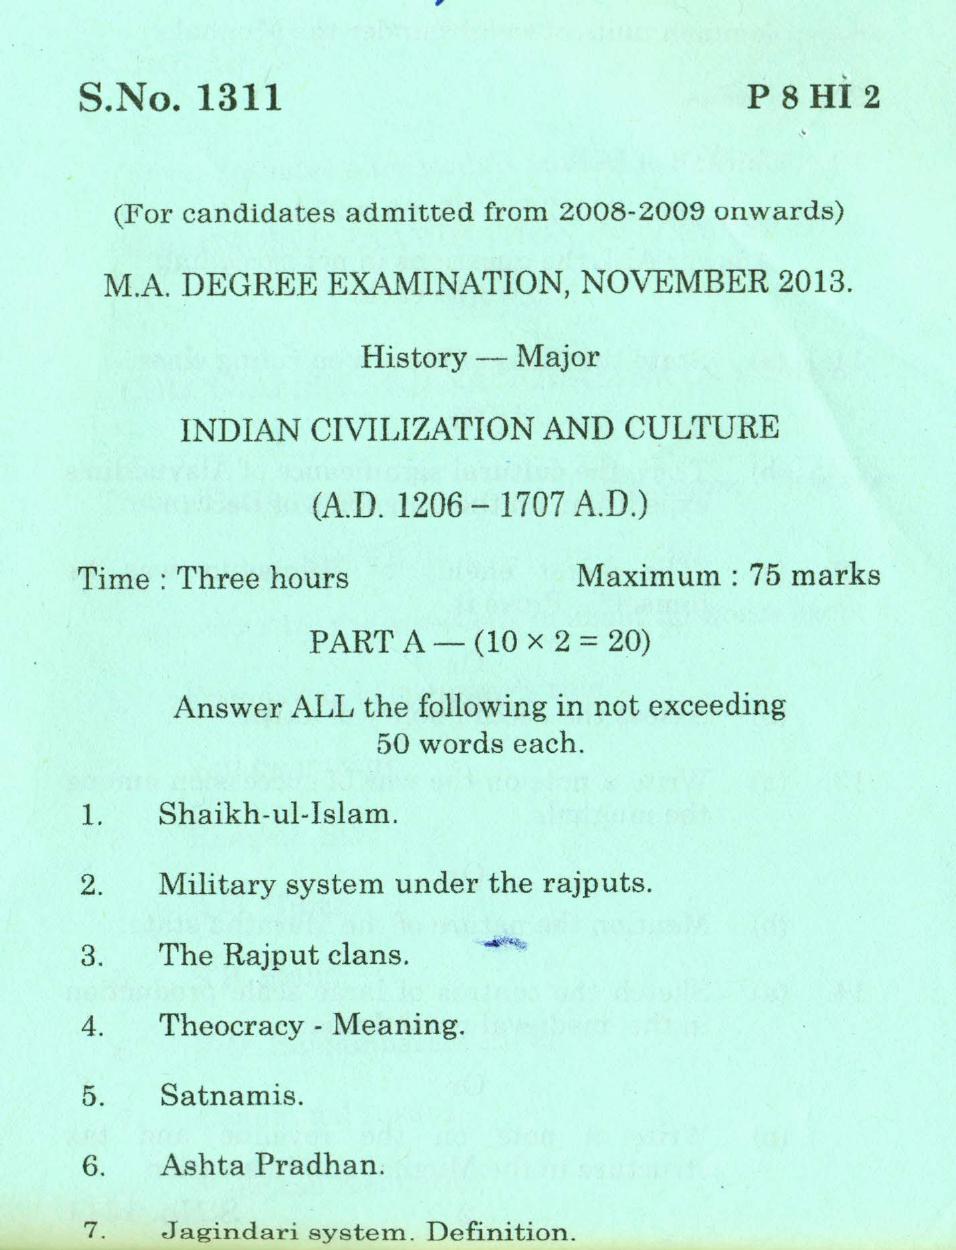 S.No. 1311 P 8 HI 2
(For candidates admitted from 2008-2009 onwards)
M.A. DEGREE EXAMINATION, NOVEMBER 2013.
History — Major
INDIAN CIVILIZATION AND CULTURE
(A.D. 1206 – 1707 A.D.)
Time : Three hours Maximum : 75 marks
PART A — (10 × 2 = 20)
Answer ALL the following in not exceeding
50 words each.
1. Shaikh-ul-Islam.
2. Military system under the rajputs.
3. The Rajput clans.
4. Theocracy - Meaning.
5. Satnamis.
6. Ashta Pradhan.
7. Jagindari system. Definition.